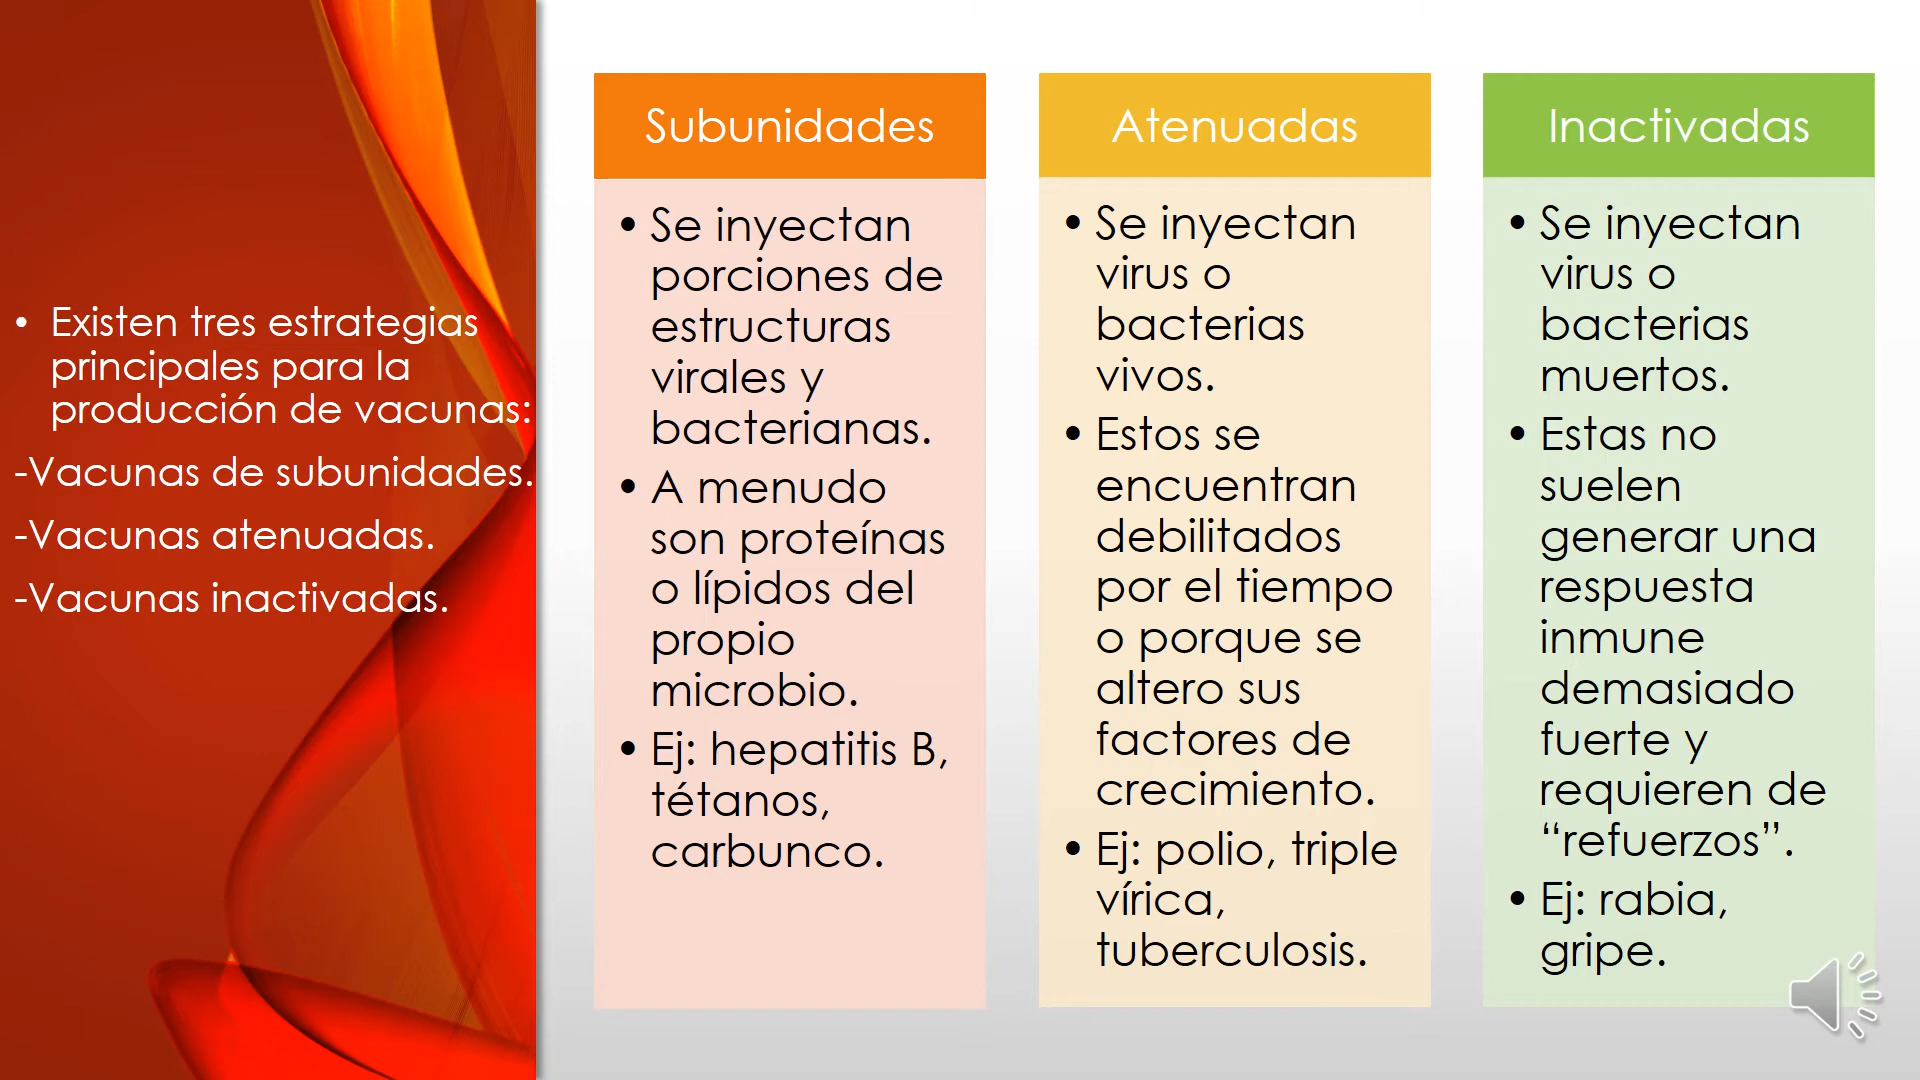 • Existen tres estrategias
principales para la
producción de vacunas:
-Vacunas de subunidades.
-Vacunas atenuadas.
-Vacunas inactivadas.
Subunidades
• Se inyectan
porciones de
estructuras
virales y
bacterianas.
• A menudo
son proteínas
o lípidos del
propio
microbio.
• Ej: hepatitis B,
tétanos,
carbunco.
Atenuadas
• Se inyectan
virus o
bacterias
vivos.
• Estos se
encuentran
debilitados
por el tiempo
o porque se
altero sus
factores de
crecimiento.
• Ej: polio, triple
vírica,
tuberculosis.
Inactivadas
• Se inyectan
virus o
bacterias
muertos.
• Estas no
suelen
generar una
respuesta
inmune
demasiado
fuerte y
requieren de
“refuerzos”.
• Ej: rabia,
gripe.